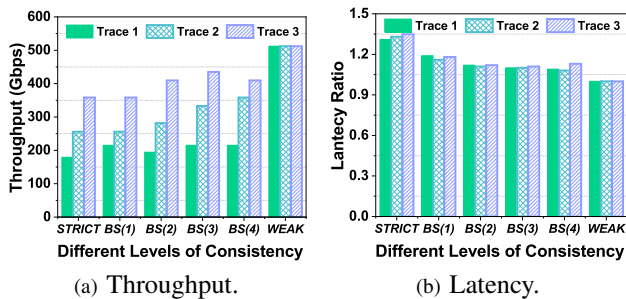 Trace 1 Trace 2 Trace 3
600
500
400
300
200
100
0
Throughput (Gbps)
STRICT BS(1) BS(2) BS(3) BS(4) WEAK
Different Levels of Consistency
(a) Throughput.
Trace 1 Trace 2 Trace 3
1.5
1.2
0.9
0.6
0.3
0.0
Lantecy Ratio
STRICT BS(1) BS(2) BS(3) BS(4) WEAK
Different Levels of Consistency
(b) Latency.